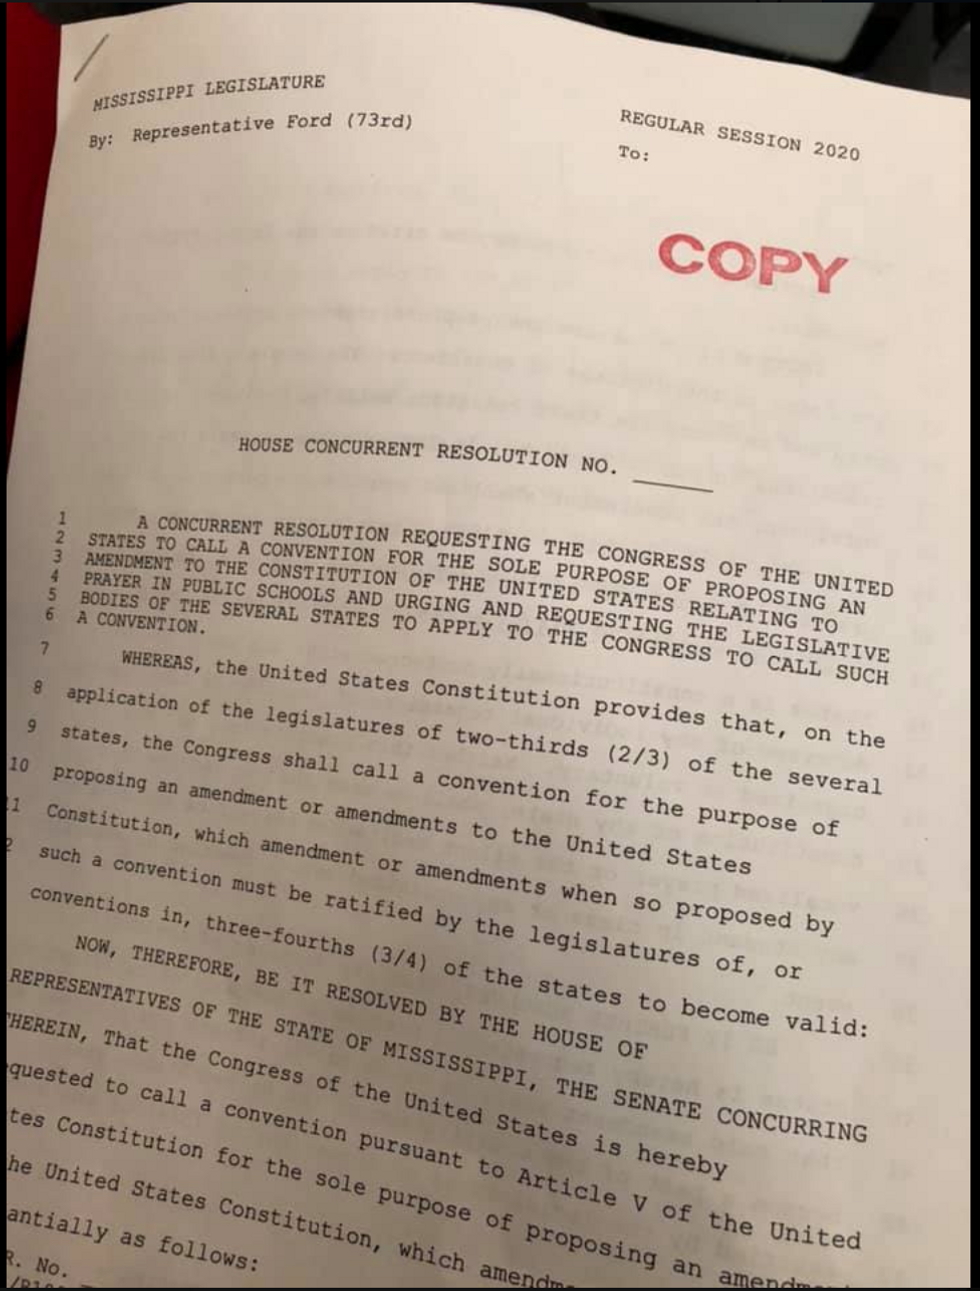 MISSISSIPPI LEGISLATURE
REGULAR SESSION 2020
By: Representative Ford (73rd)
To:
COPY
HOUSE CONCURRENT RESOLUTION NO. ______
1 A CONCURRENT RESOLUTION REQUESTING THE CONGRESS OF THE UNITED
2 STATES TO CALL A CONVENTION FOR THE SOLE PURPOSE OF PROPOSING AN
3 AMENDMENT TO THE CONSTITUTION OF THE UNITED STATES RELATING TO
4 PRAYER IN PUBLIC SCHOOLS AND URGING AND REQUESTING THE LEGISLATIVE
5 BODIES OF THE SEVERAL STATES TO APPLY TO THE CONGRESS TO CALL SUCH
6 A CONVENTION.
7 WHEREAS, the United States Constitution provides that, on the
8 application of the legislatures of two-thirds (2/3) of the several
9 states, the Congress shall call a convention for the purpose of
10 proposing an amendment or amendments to the United States
11 Constitution, which amendment or amendments when so proposed by
2 such a convention must be ratified by the legislatures of, or
conventions in, three-fourths (3/4) of the states to become valid:
NOW, THEREFORE, BE IT RESOLVED BY THE HOUSE OF
REPRESENTATIVES OF THE STATE OF MISSISSIPPI, THE SENATE CONCURRING
THEREIN, That the Congress of the United States is hereby
quested to call a convention pursuant to Article V of the United
tes Constitution for the sole purpose of proposing an
he United States Constitution, which
antially as follows:
R. No.